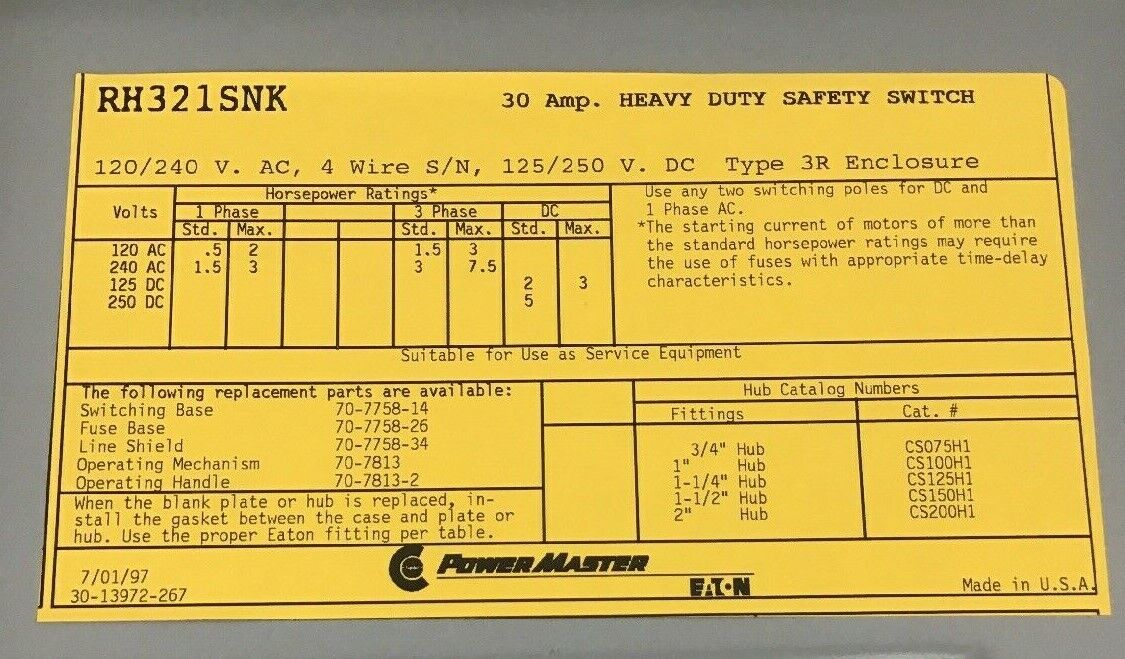 RH321SNK 30 Amp. HEAVY DUTY SAFETY SWITCH
120/240 V. AC, 4 Wire S/N, 125/250 V. DC Type 3R Enclosure
Horsepower Ratings*
Volts 1 Phase 3 Phase DC
Std. Max. Std. Max. Std. Max.
120 AC .5 2 1.5 3
240 AC 1.5 3 3 7.5
125 DC 2 3
250 DC 5
Use any two switching poles for DC and
1 Phase AC.
*The starting current of motors of more than
the standard horsepower ratings may require
the use of fuses with appropriate time-delay
characteristics.
Suitable for Use as Service Equipment
The following replacement parts are available:
Switching Base 70-7758-14
Fuse Base 70-7758-26
Line Shield 70-7758-34
Operating Mechanism 70-7813
Operating Handle 70-7813-2
When the blank plate or hub is replaced, in-
stall the gasket between the case and plate or
hub. Use the proper Eaton fitting per table.
Hub Catalog Numbers
Fittings Cat. #
3/4" Hub CS075H1
1" Hub CS100H1
1-1/4" Hub CS125H1
1-1/2" Hub CS150H1
2" Hub CS200H1
POWERMASTER
EATON
7/01/97
30-13972-267
Made in U.S.A.